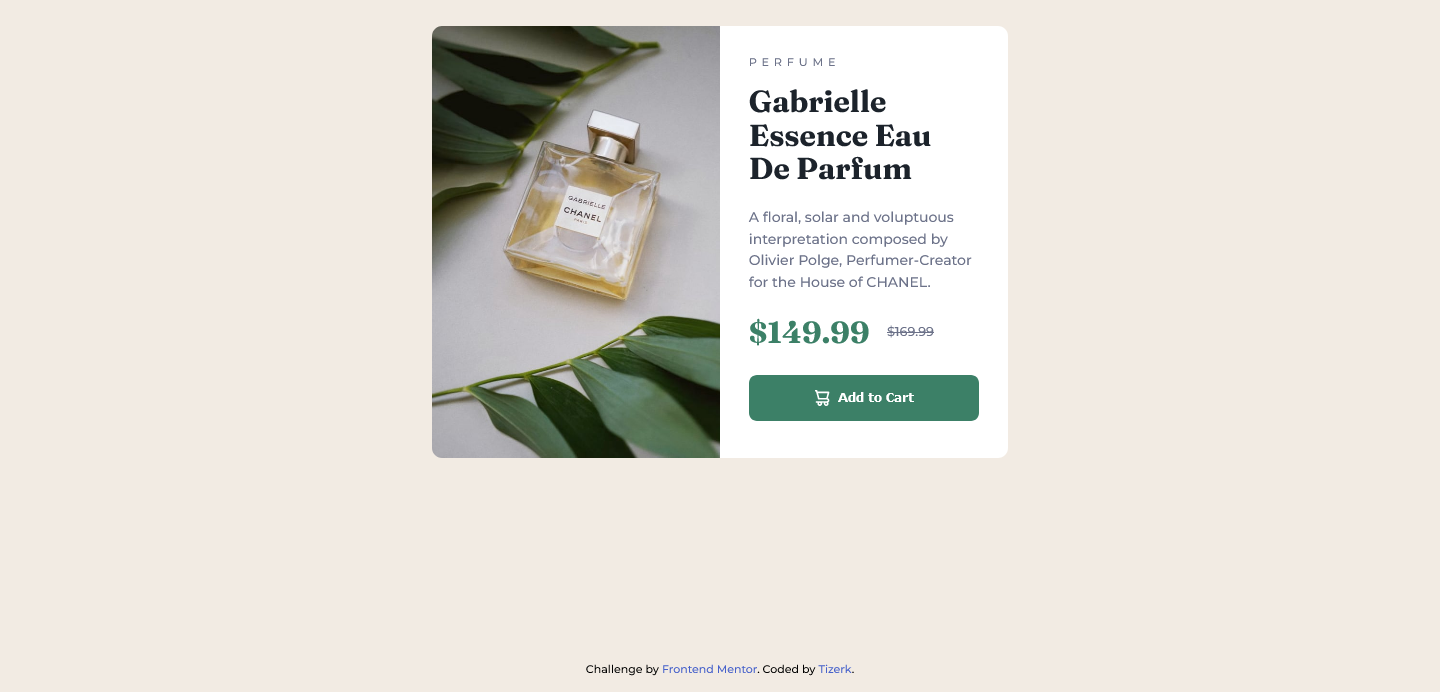 PERFUME
Gabrielle
Essence Eau
De Parfum
A floral, solar and voluptuous
interpretation composed by
Olivier Polge, Perfumer-Creator
for the House of CHANEL.
$149.99 $169.99
Add to Cart
GABRIELLE
CHANEL
PARIS
Challenge by Frontend Mentor. Coded by Tizerk.